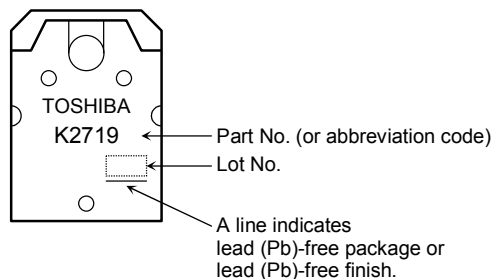 TOSHIBA
K2719
Part No. (or abbreviation code)
Lot No.
A line indicates
lead (Pb)-free package or
lead (Pb)-free finish.